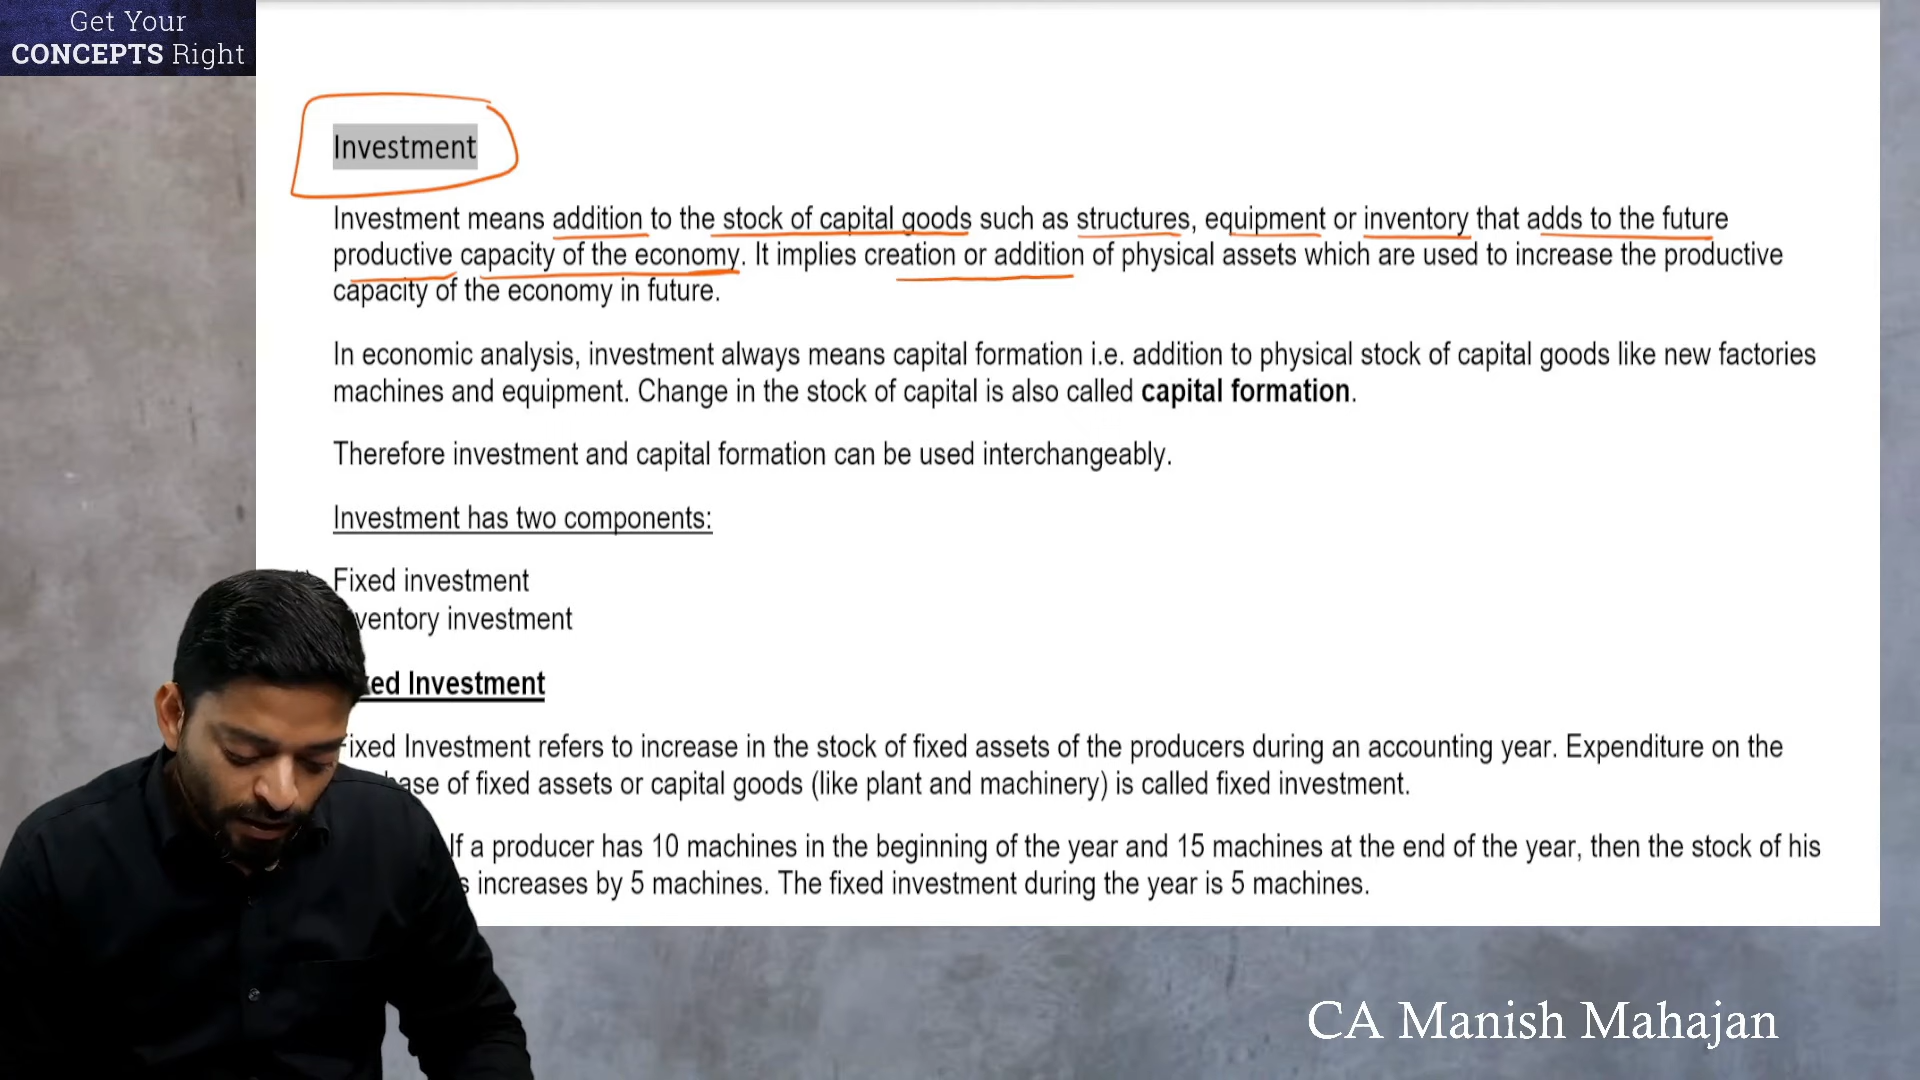 Get Your
CONCEPTS Right
Investment
Investment means addition to the stock of capital goods such as structures, equipment or inventory that adds to the future
productive capacity of the economy. It implies creation or addition of physical assets which are used to increase the productive
capacity of the economy in future.
In economic analysis, investment always means capital formation i.e. addition to physical stock of capital goods like new factories
machines and equipment. Change in the stock of capital is also called capital formation.
Therefore investment and capital formation can be used interchangeably.
Investment has two components:
Fixed investment
investment
Investment
Investment refers to increase in the stock of fixed assets of the producers during an accounting year. Expenditure on the
of fixed assets or capital goods (like plant and machinery) is called fixed investment.
If a producer has 10 machines in the beginning of the year and 15 machines at the end of the year, then the stock of his
increases by 5 machines. The fixed investment during the year is 5 machines.
CA Manish Mahajan